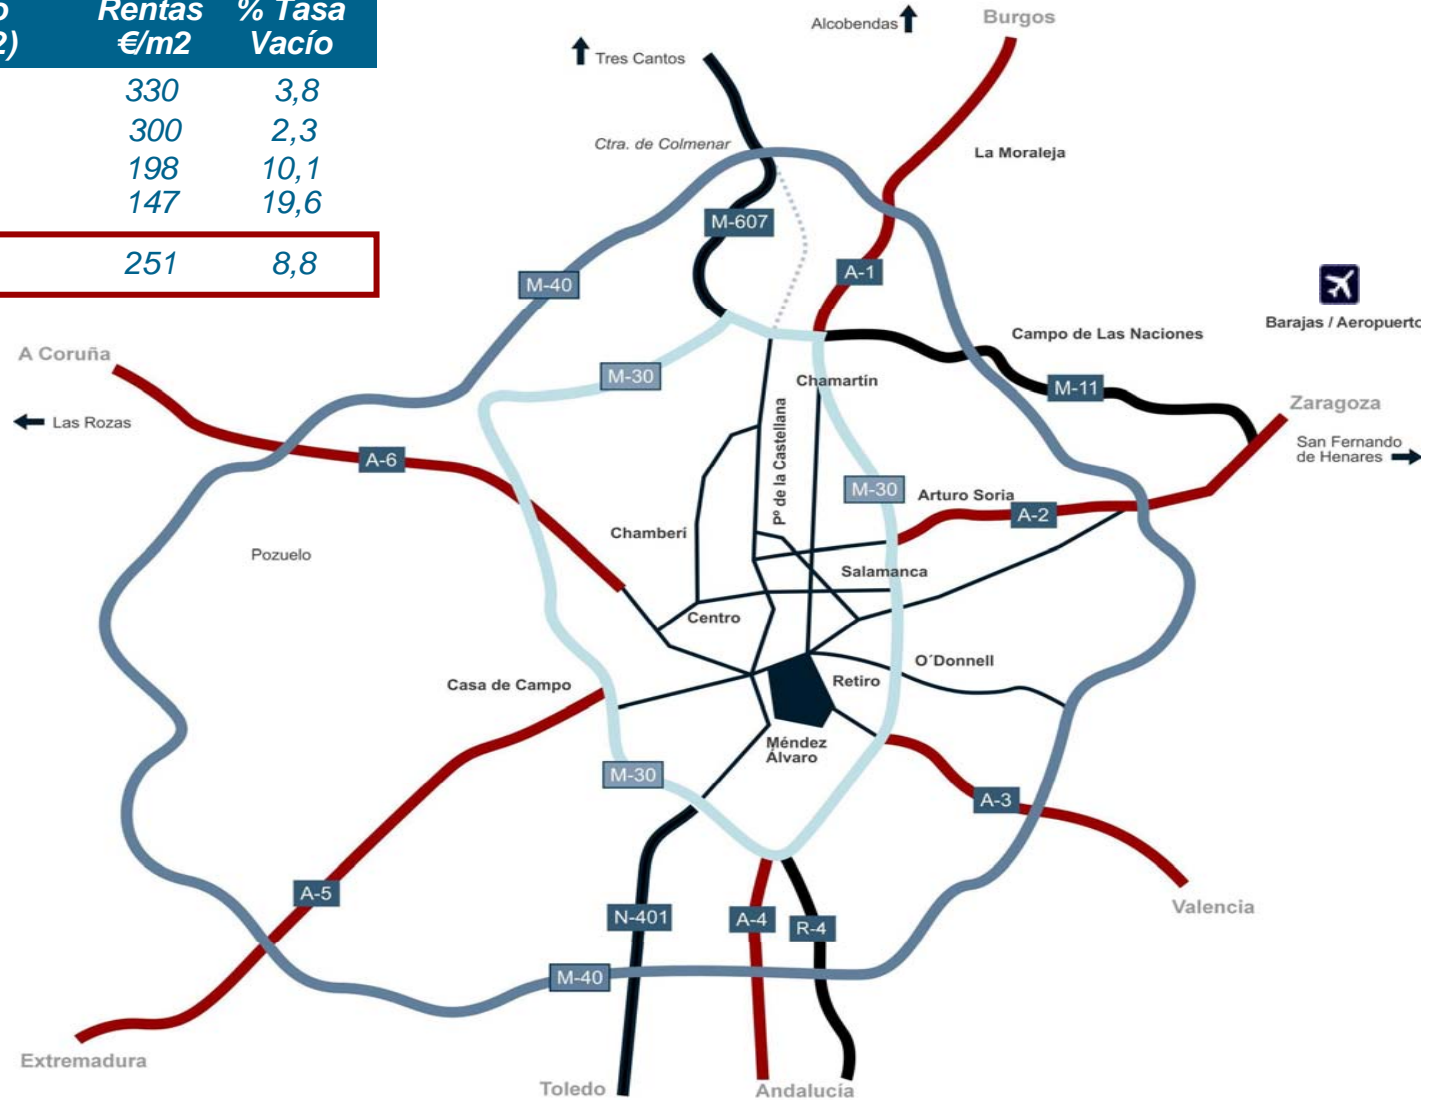 Rentas % Tasa
2) €/m2 Vacío
330 3,8
300 2,3
198 10,1
147 19,6
251 8,8
Alcobendas
Burgos
Tres Cantos
Ctra. de Colmenar
La Moraleja
M-607
A-1
M-40
Barajas / Aeropuerto
Campo de Las Naciones
A Coruña
M-30
Chamartín
M-11
Zaragoza
Las Rozas
San Fernando
de Henares
A-6
Pº de la Castellana
M-30
Arturo Soria
A-2
Chamberí
Pozuelo
Salamanca
Centro
O´Donnell
Casa de Campo
Retiro
Méndez
Álvaro
M-30
A-3
A-5
N-401
A-4
R-4
Valencia
M-40
Extremadura
Toledo
Andalucía